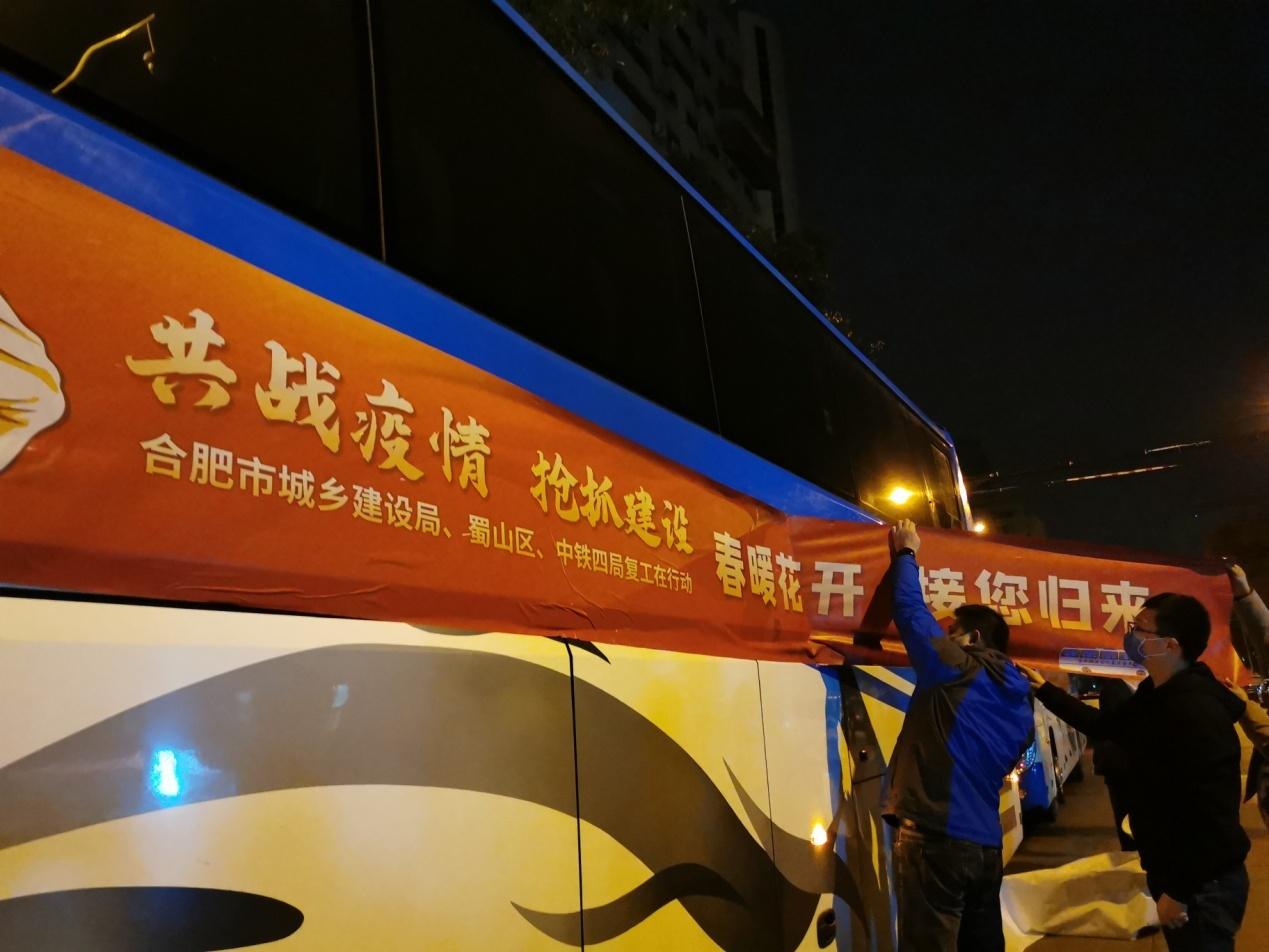 共战疫情 抢抓建设
合肥市城乡建设局、蜀山区、中铁四局复工在行动
春暖花开 接您归来